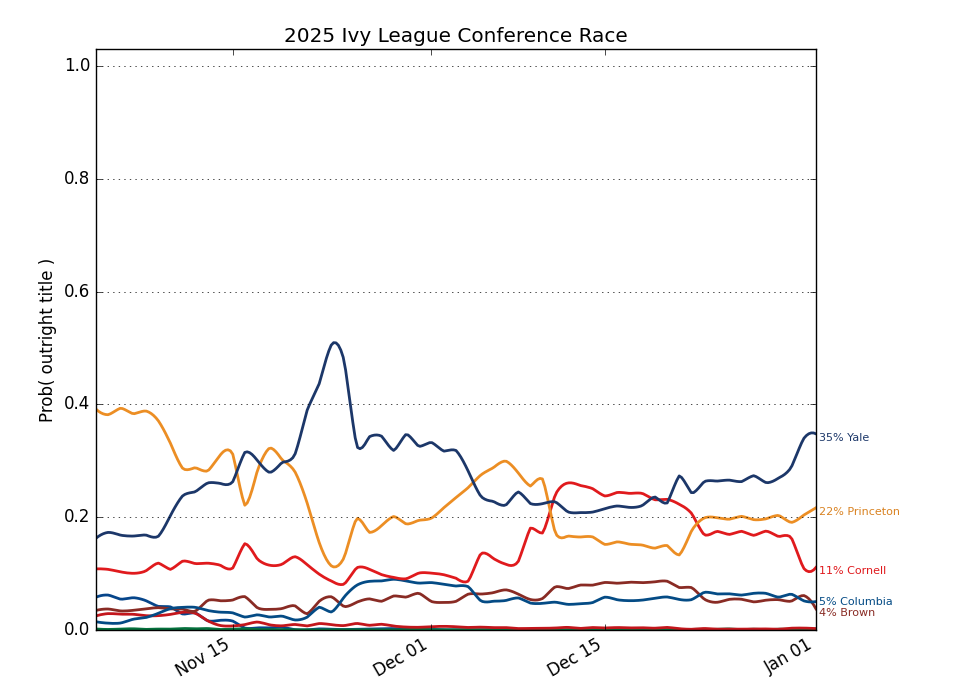 2025 Ivy League Conference Race
Prob( outright title )
1.0
0.8
0.6
0.4
0.2
0.0
35% Yale
22% Princeton
11% Cornell
5% Columbia
4% Brown
Nov 15
Dec 01
Dec 15
Jan 01